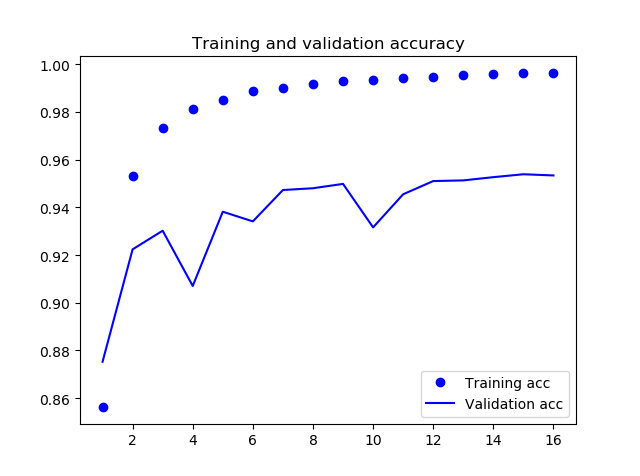 Training and validation accuracy
1.00
0.98
0.96
0.94
0.92
0.90
0.88
0.86
Training acc
Validation acc
2 4 6 8 10 12 14 16